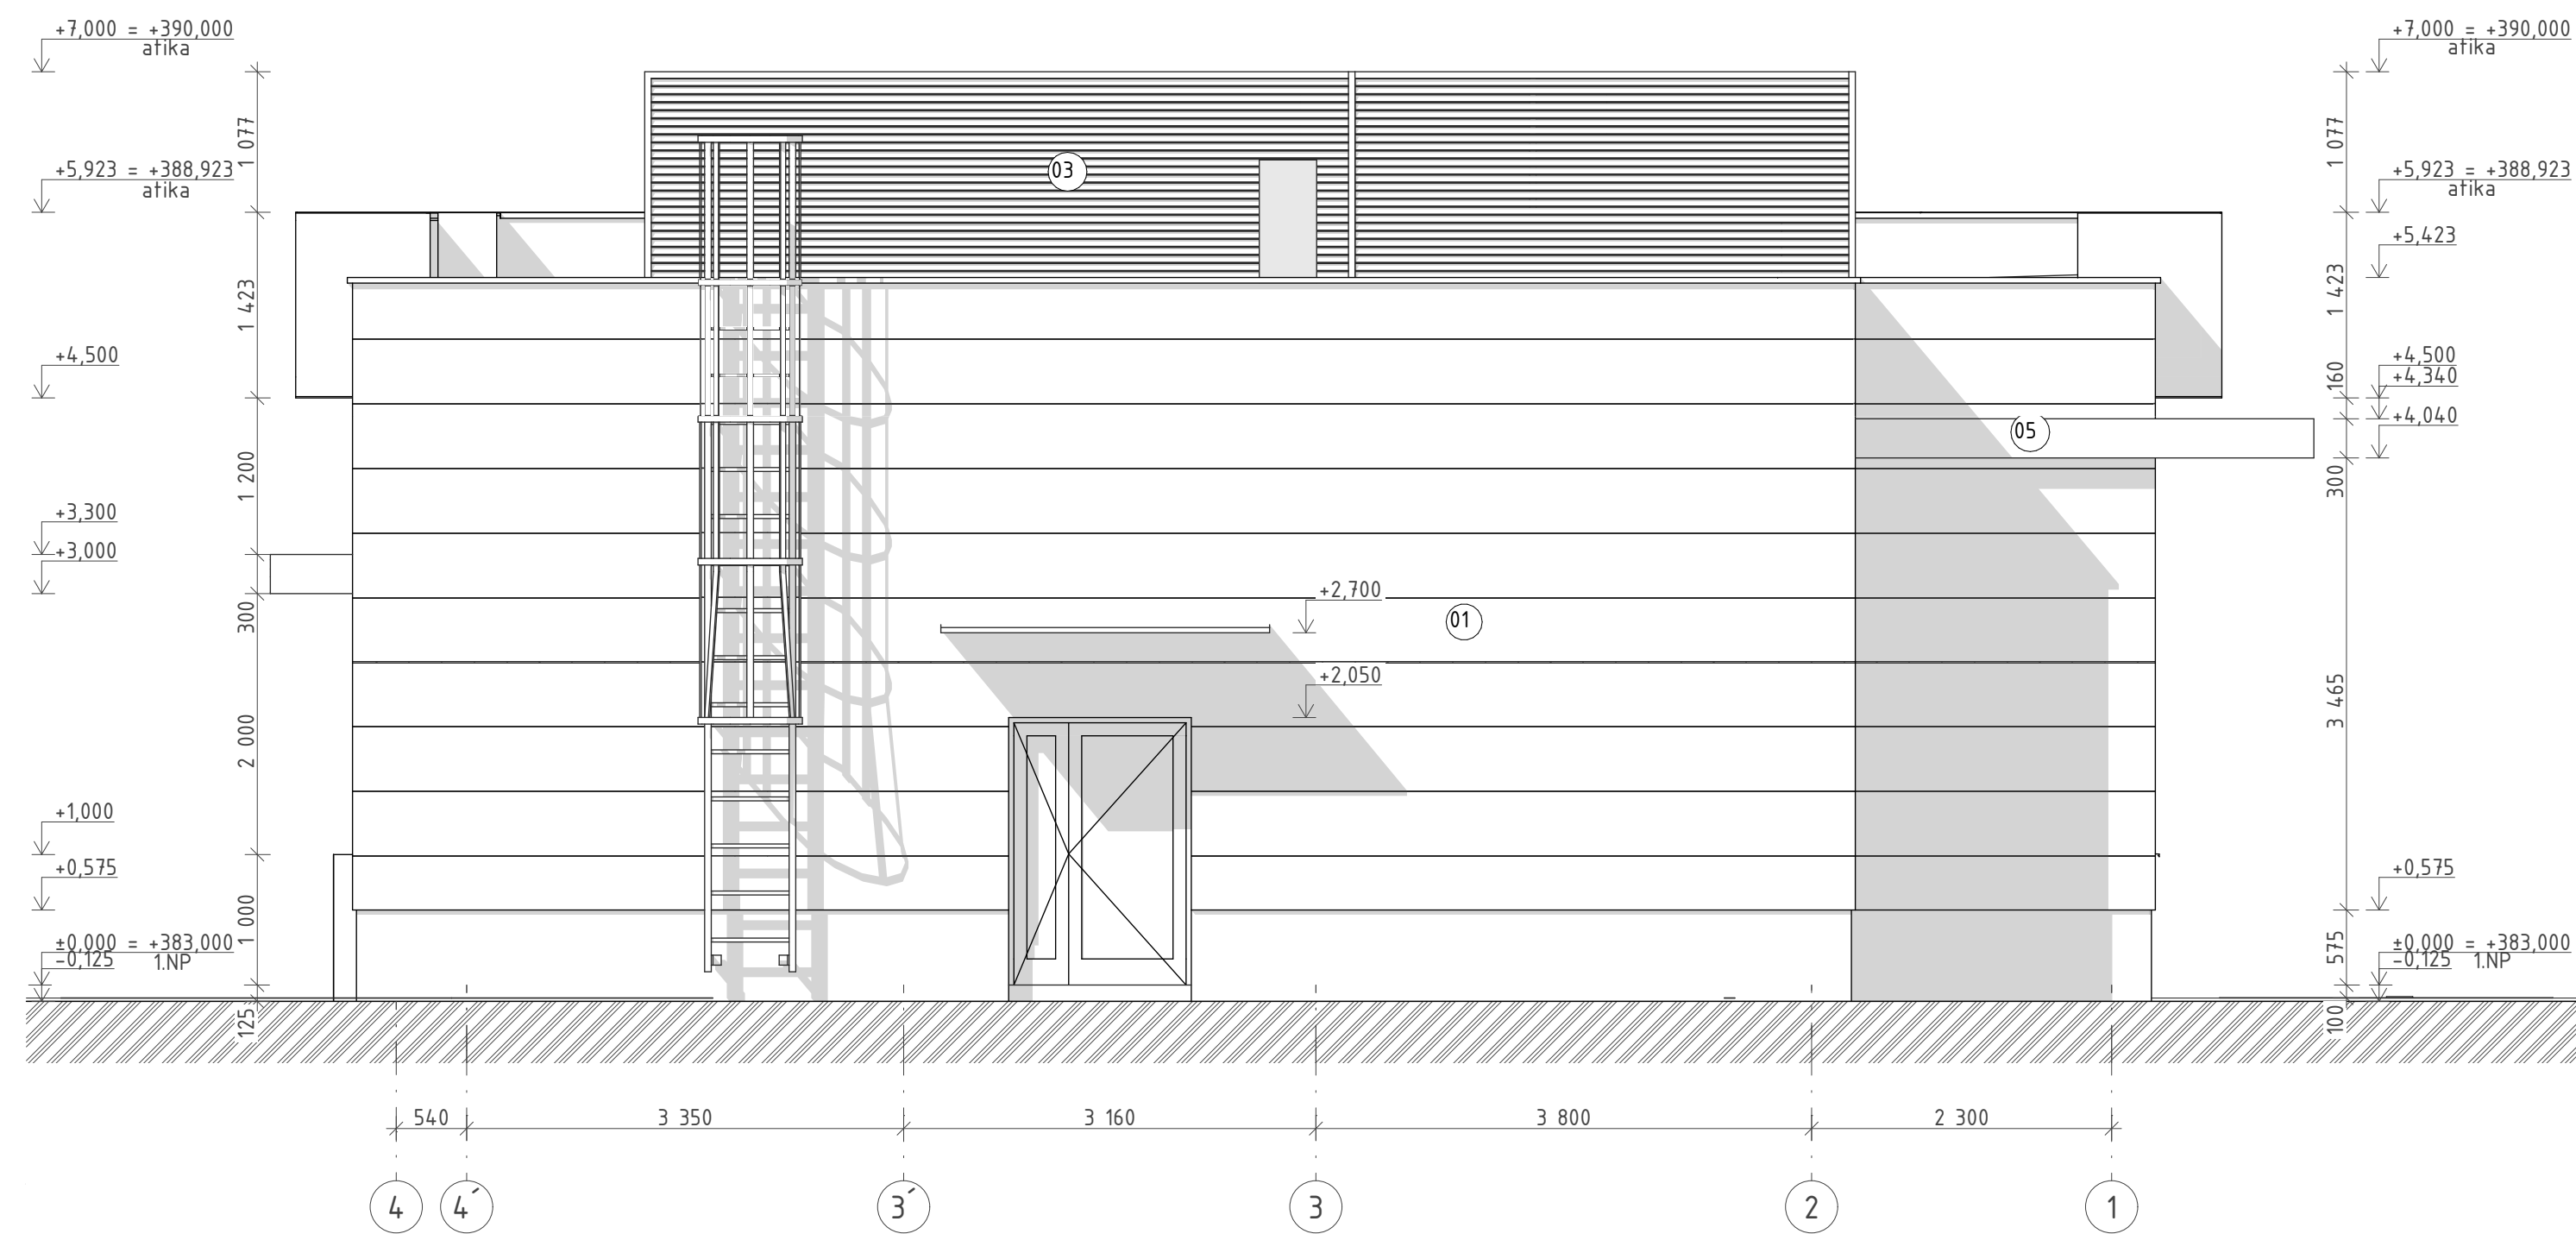 +7,000 = +390,000
atika
+5,923 = +388,923
atika
+4,500
+3,300
+3,000
+1,000
+0,575
±0,000 = +383,000
-0,125 1.NP
1 077
1 423
1 200
300
2 000
1 000
125
03
05
01
+2,700
+2,050
+7,000 = +390,000
atika
+5,923 = +388,923
atika
+5,423
+4,500
+4,340
+4,040
+0,575
±0,000 = +383,000
-0,125 1.NP
1 077
1 423
160
300
3 465
575
100
540 3 350 3 160 3 800 2 300
4 4´ 3´ 3 2 1